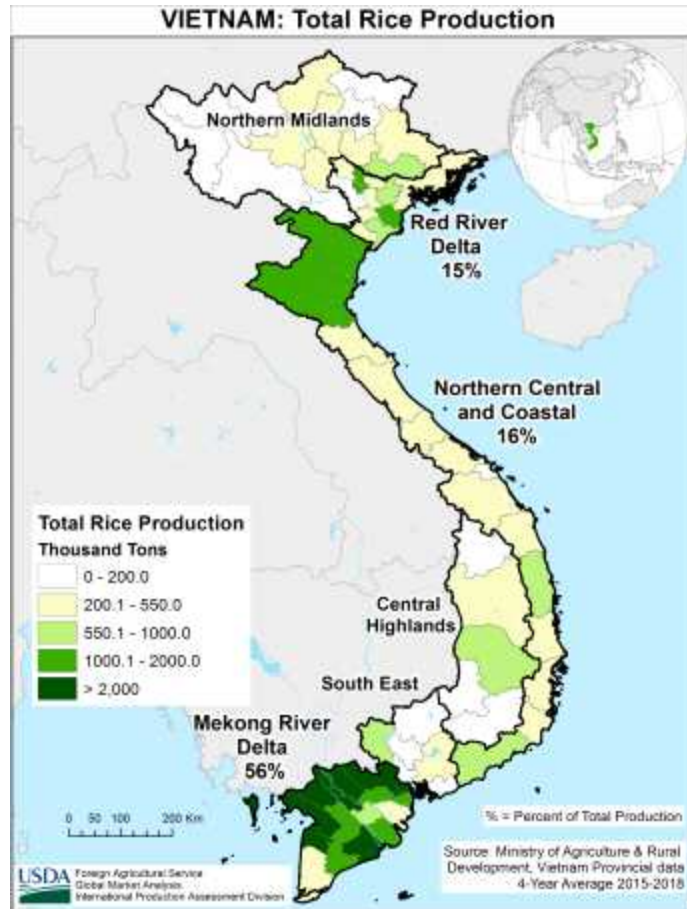 VIETNAM: Total Rice Production
Northern Midlands
Red River
Delta
15%
Northern Central
and Coastal
16%
Total Rice Production
Thousand Tons
0 - 200.0
200.1 - 550.0
550.1 - 1000.0
1000.1 - 2000.0
> 2,000
Central
Highlands
South East
Mekong River
Delta
56%
0 50 100 200 Km
% = Percent of Total Production
Source: Ministry of Agriculture & Rural
Development, Vietnam Provincial data
4-Year Average 2015-2018
USDA
Foreign Agricultural Service
Global Market Analysis
International Production Assessment Division